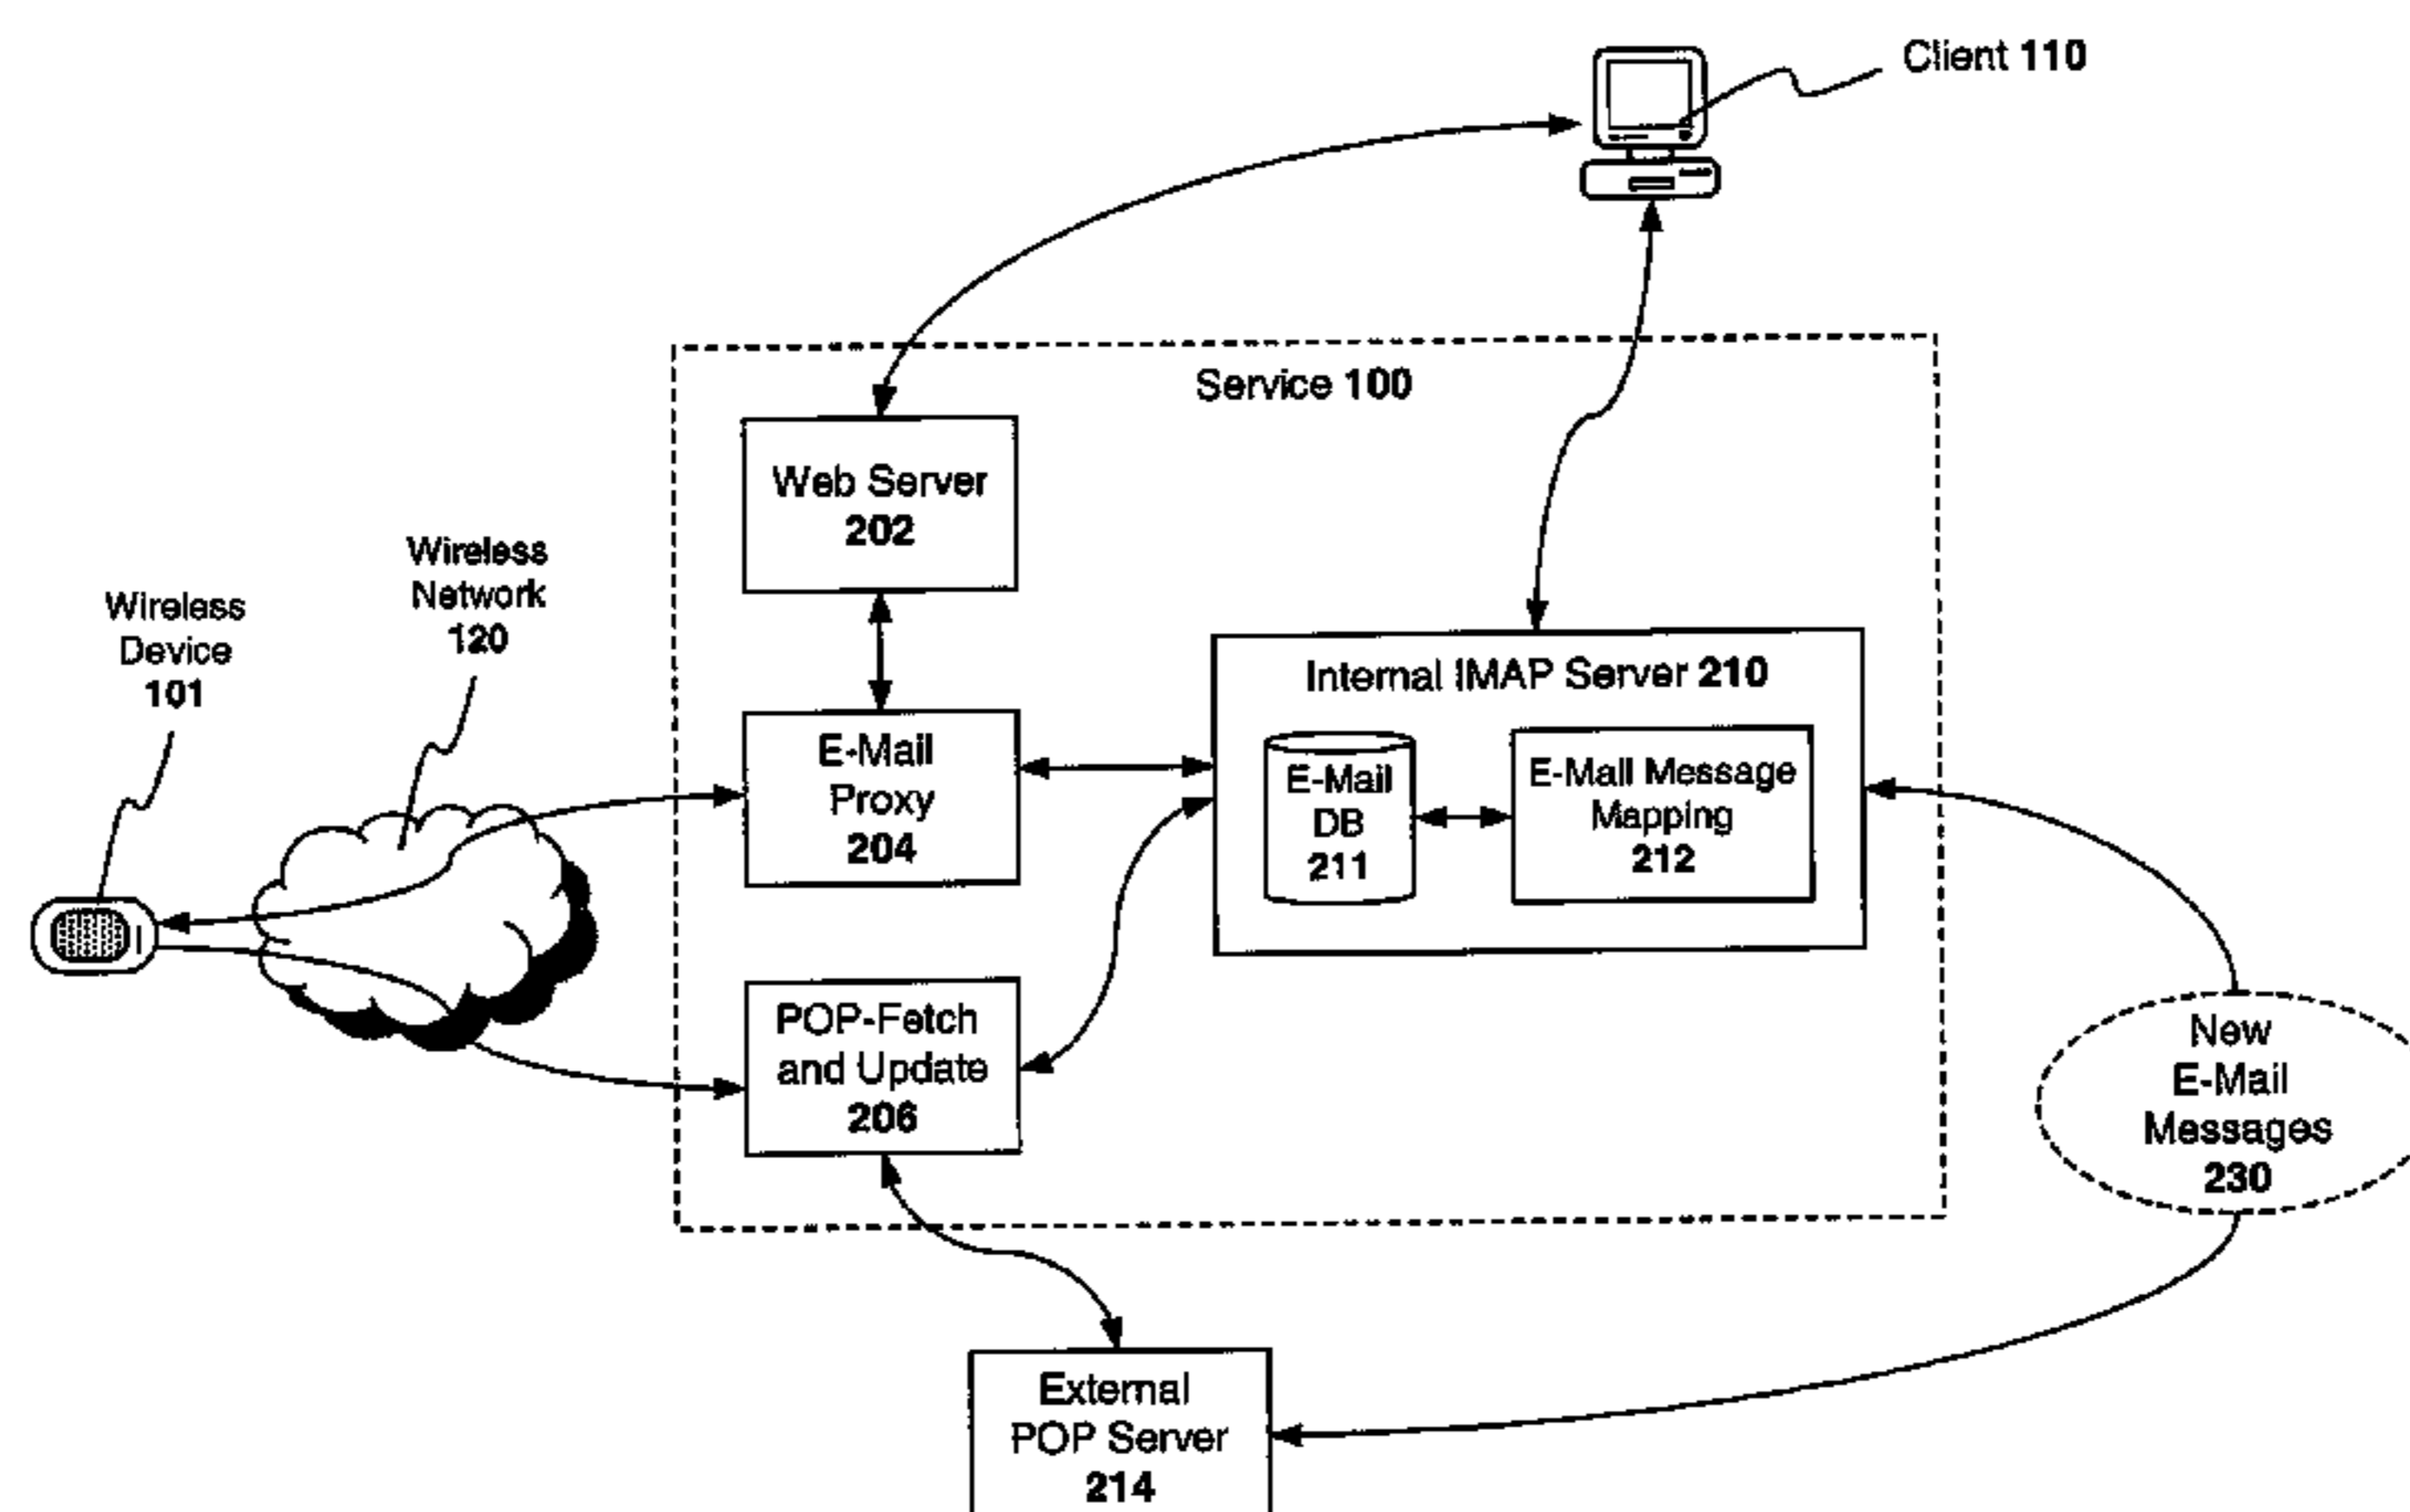 Client 110
Service 100
Web Server
202
Wireless
Network
120
Wireless
Device
101
Internal IMAP Server 210
E-Mail
Proxy
204
E-Mail
DB
211
E-Mail Message
Mapping
212
POP-Fetch
and Update
206
New
E-Mail
Messages
230
External
POP Server
214